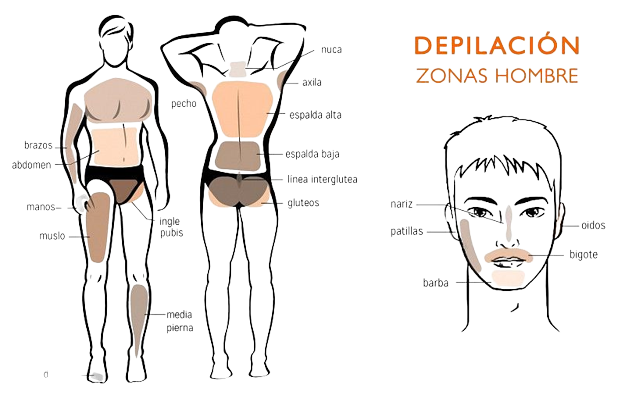 DEPILACIÓN
ZONAS HOMBRE
nuca
axila
pecho
espalda alta
brazos
abdomen
espalda baja
línea interglutea
manos
gluteos
ingle
pubis
muslo
media
pierna
nariz
patillas
oidos
bigote
barba